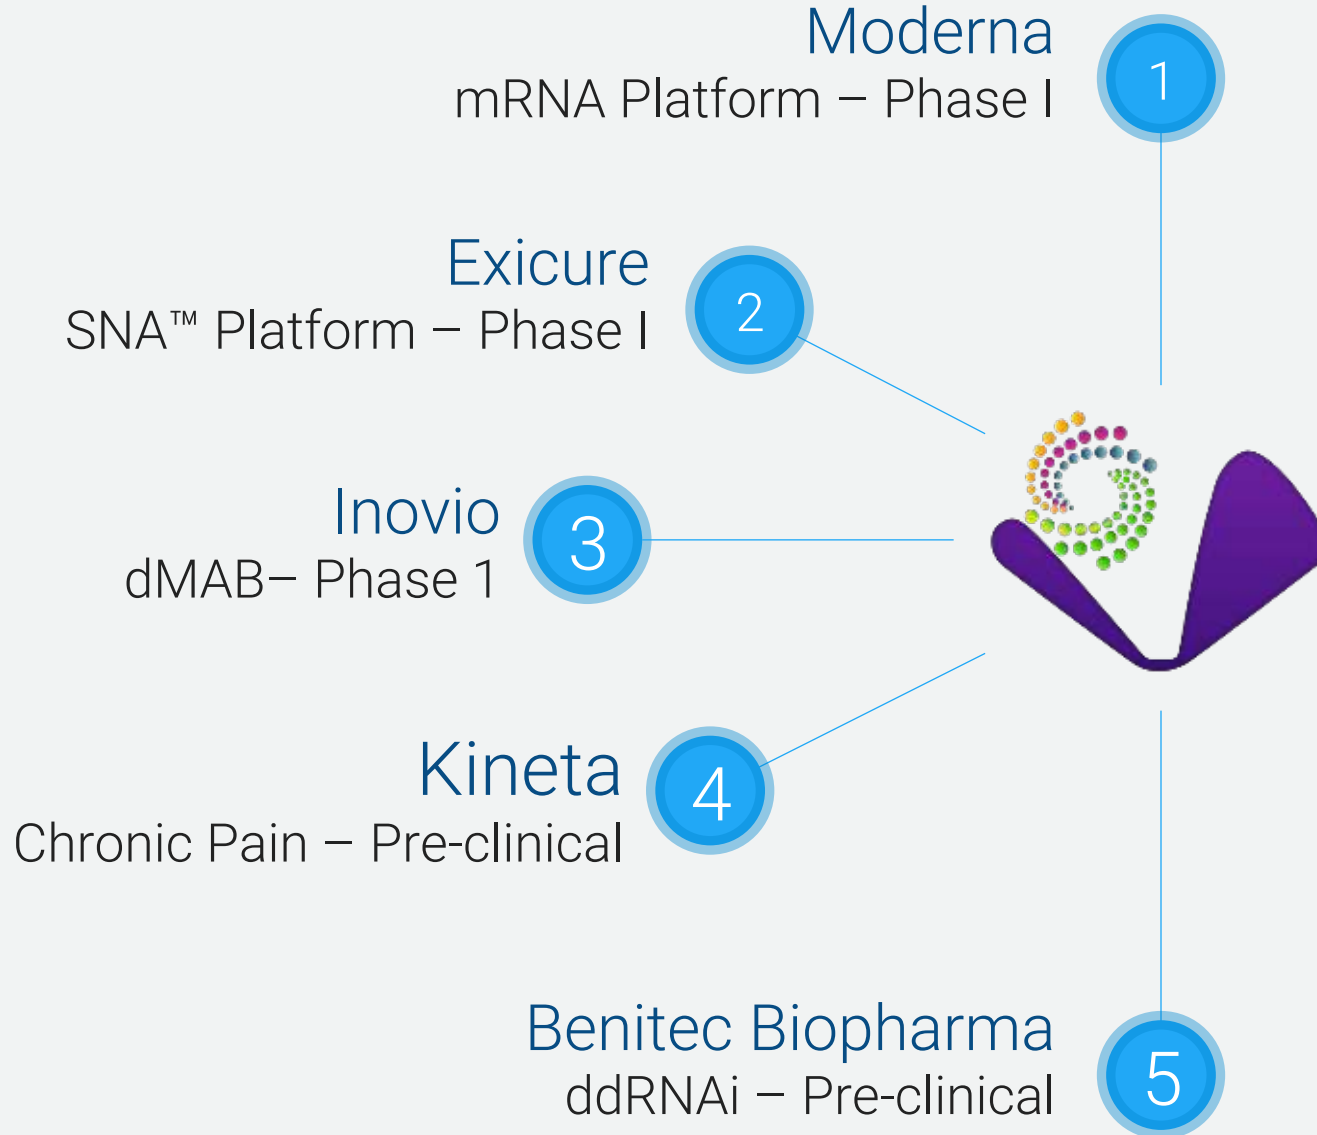 Moderna
mRNA Platform – Phase I
1
Exicure
SNA™ Platform – Phase I
2
Inovio
dMAB– Phase 1
3
Kineta
Chronic Pain – Pre-clinical
4
Benitec Biopharma
ddRNAi – Pre-clinical
5